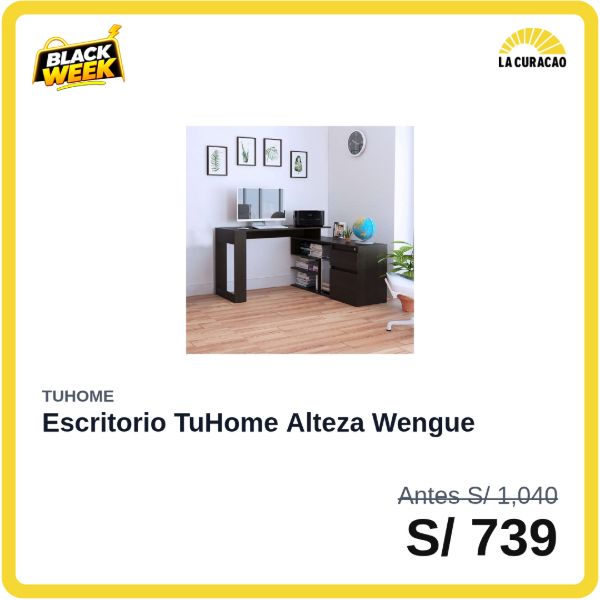 BLACK
WEEK
LA CURACAO
TUHOME
Escritorio TuHome Alteza Wengue
Antes S/ 1,040
S/ 739